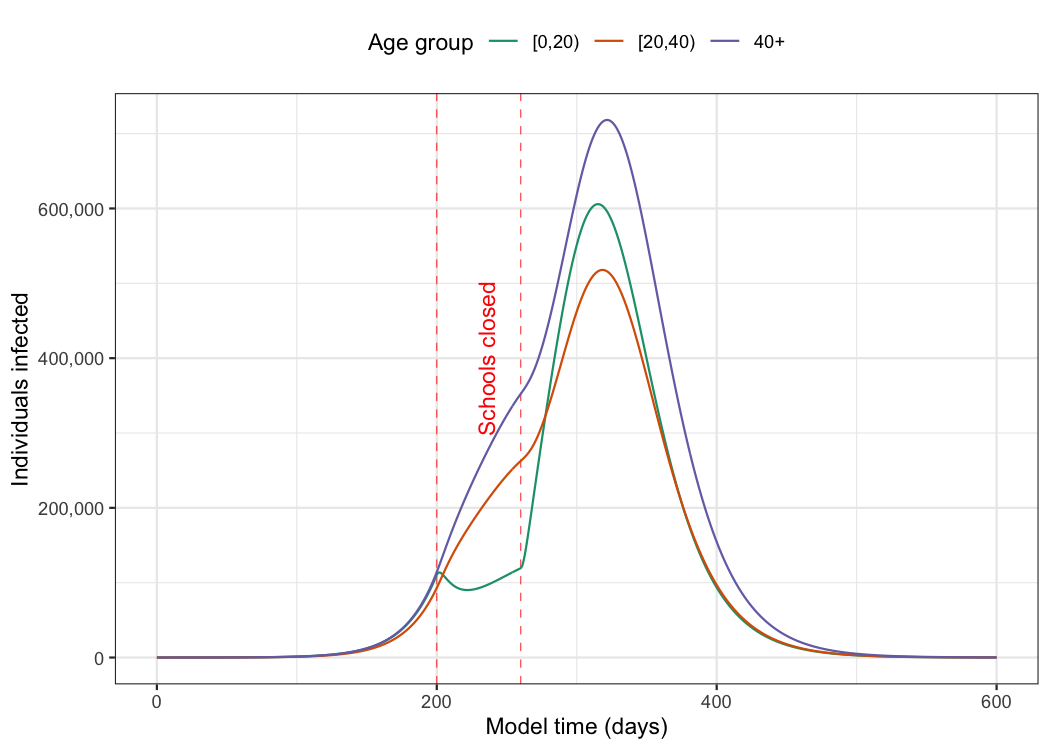 Age group [0,20) [20,40) 40+
Individuals infected
600,000
400,000
200,000
0
Schools closed
0 200 400 600
Model time (days)